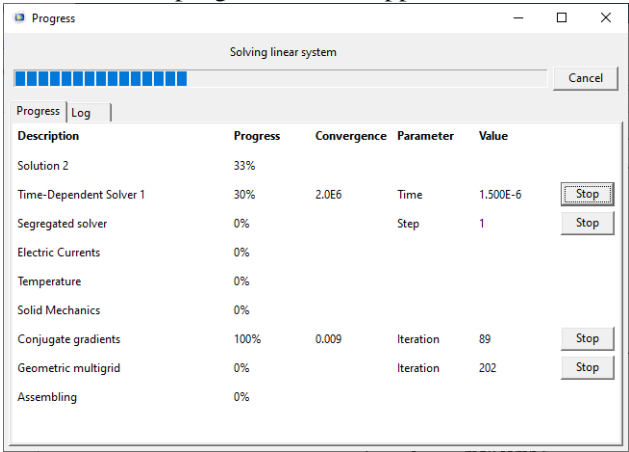 Progress
Solving linear system
Cancel
Progress Log
Description Progress Convergence Parameter Value
Solution 2 33%
Time-Dependent Solver 1 30% 2.0E6 Time 1.500E-6 Stop
Segregated solver 0% Step 1 Stop
Electric Currents 0%
Temperature 0%
Solid Mechanics 0%
Conjugate gradients 100% 0.009 Iteration 89 Stop
Geometric multigrid 0% Iteration 202 Stop
Assembling 0%